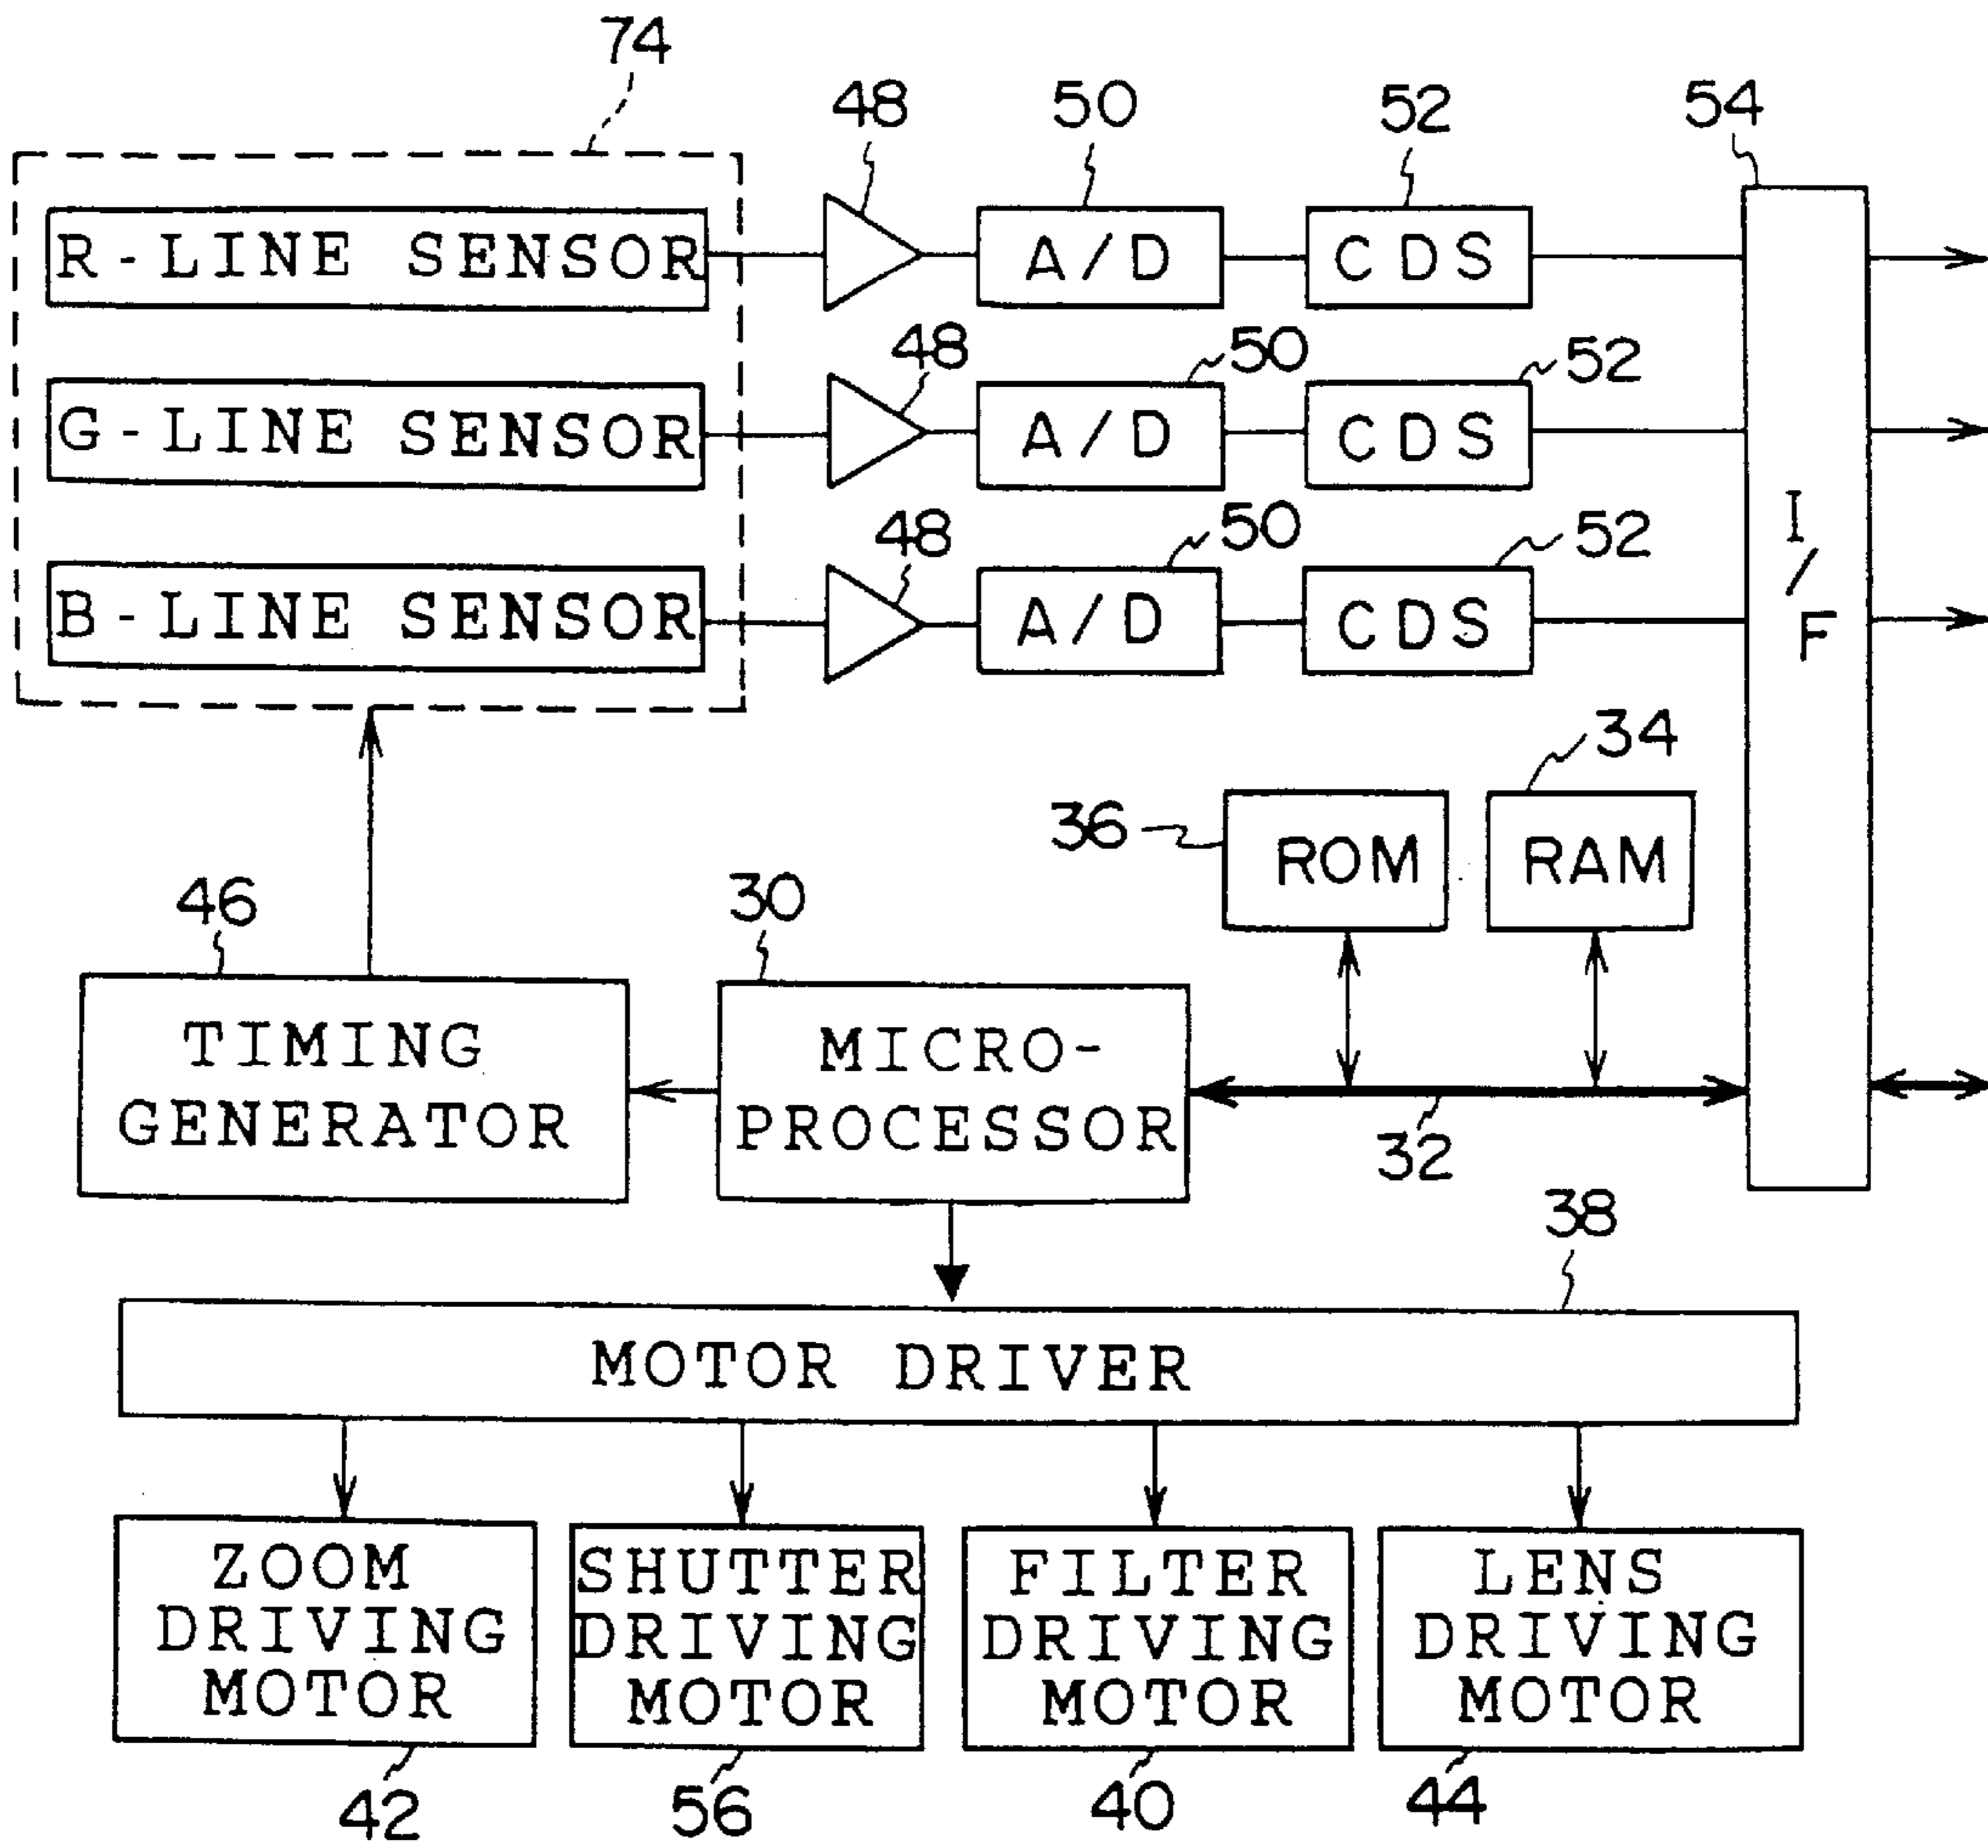 74
48
50
52
54
R-LINE SENSOR
A/D
CDS
48
50
52
G-LINE SENSOR
A/D
CDS
48
50
52
B-LINE SENSOR
A/D
CDS
I/F
34
36
ROM
RAM
46
30
TIMING
GENERATOR
MICRO-
PROCESSOR
32
38
MOTOR DRIVER
ZOOM
DRIVING
MOTOR
SHUTTER
DRIVING
MOTOR
FILTER
DRIVING
MOTOR
LENS
DRIVING
MOTOR
42
56
40
44